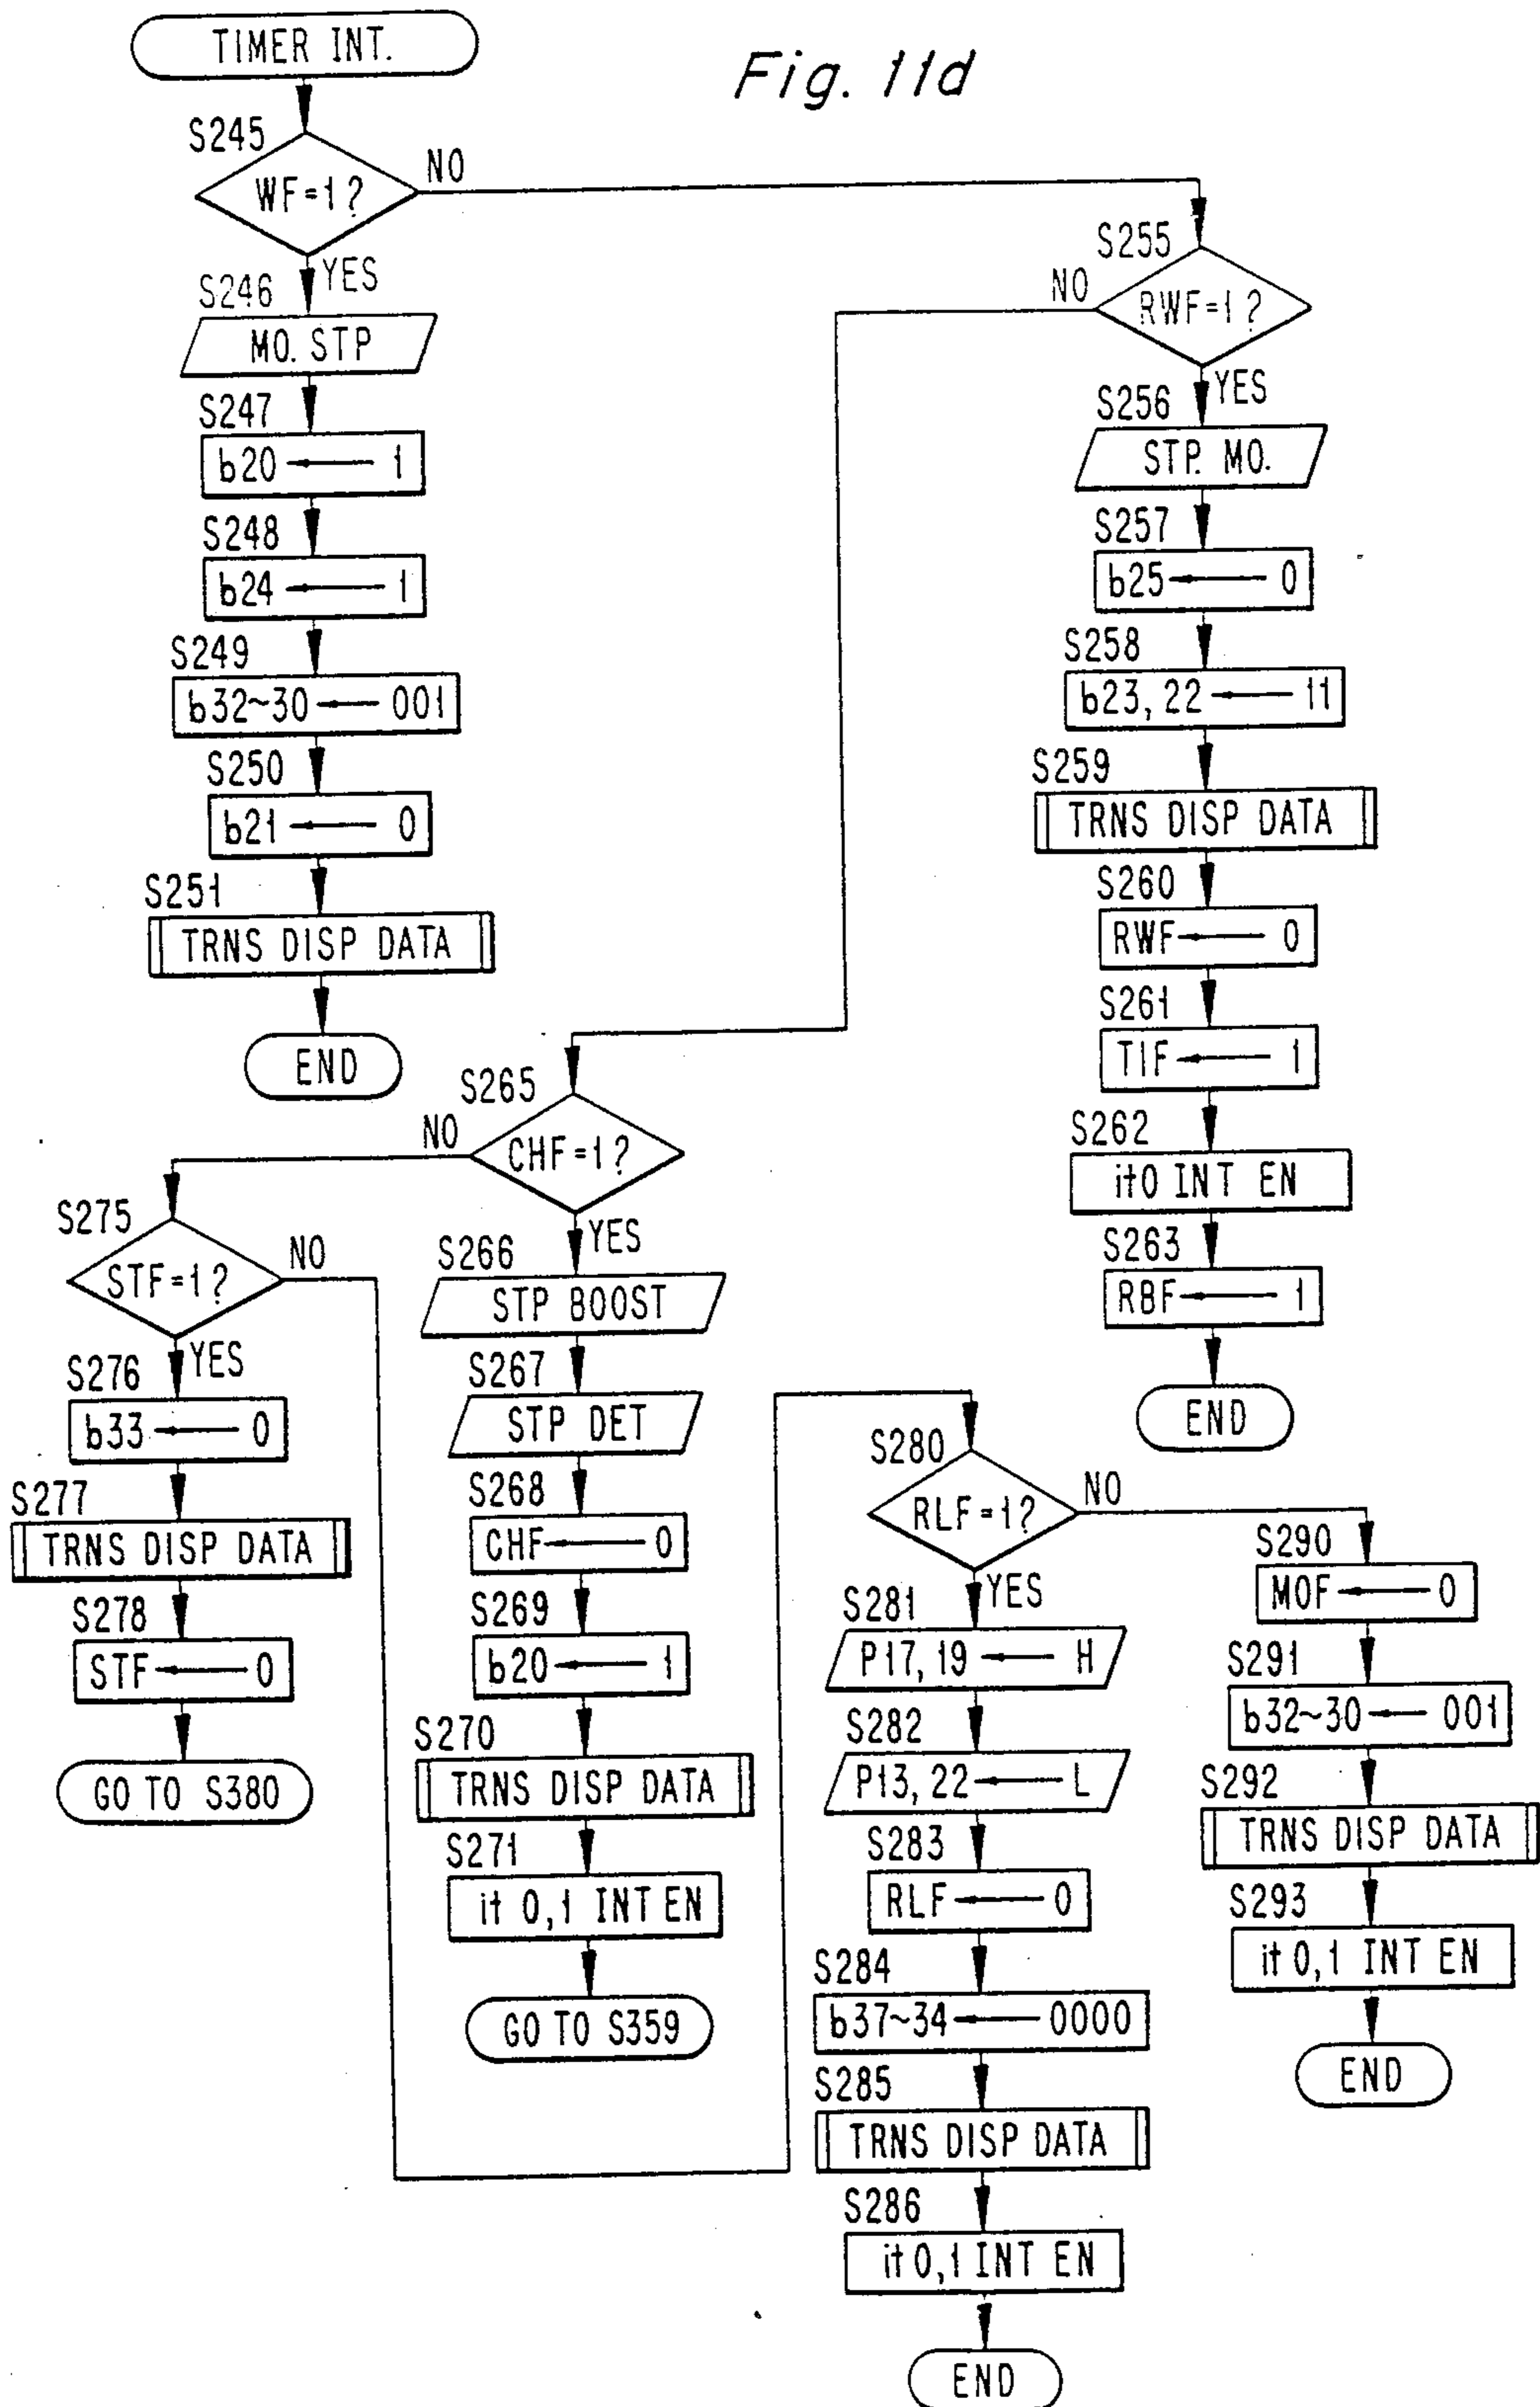 TIMER INT.
Fig. 11d
S245
WF=1?
NO
YES
S246
MO. STP
S247
b20 ← 1
S248
b24 ← 1
S249
b32~30 ← 001
S250
b21 ← 0
S251
TRNS DISP DATA
END
S255
RWF=1?
NO
YES
S256
STP. MO.
S257
b25 ← 0
S258
b23, 22 ← 11
S259
TRNS DISP DATA
S260
RWF ← 0
S261
TIF ← 1
S262
it0 INT EN
S263
RBF ← 1
END
S265
CHF=1?
NO
YES
S266
STP BOOST
S267
STP DET
S268
CHF ← 0
S269
b20 ← 1
S270
TRNS DISP DATA
S271
it 0,1 INT EN
GO TO S359
S275
STF=1?
NO
YES
S276
b33 ← 0
S277
TRNS DISP DATA
S278
STF ← 0
GO TO S380
S280
RLF=1?
NO
YES
S281
P17, 19 ← H
S282
P13, 22 ← L
S283
RLF ← 0
S284
b37~34 ← 0000
S285
TRNS DISP DATA
S286
it 0,1 INT EN
END
S290
MOF ← 0
S291
b32~30 ← 001
S292
TRNS DISP DATA
S293
it 0,1 INT EN
END